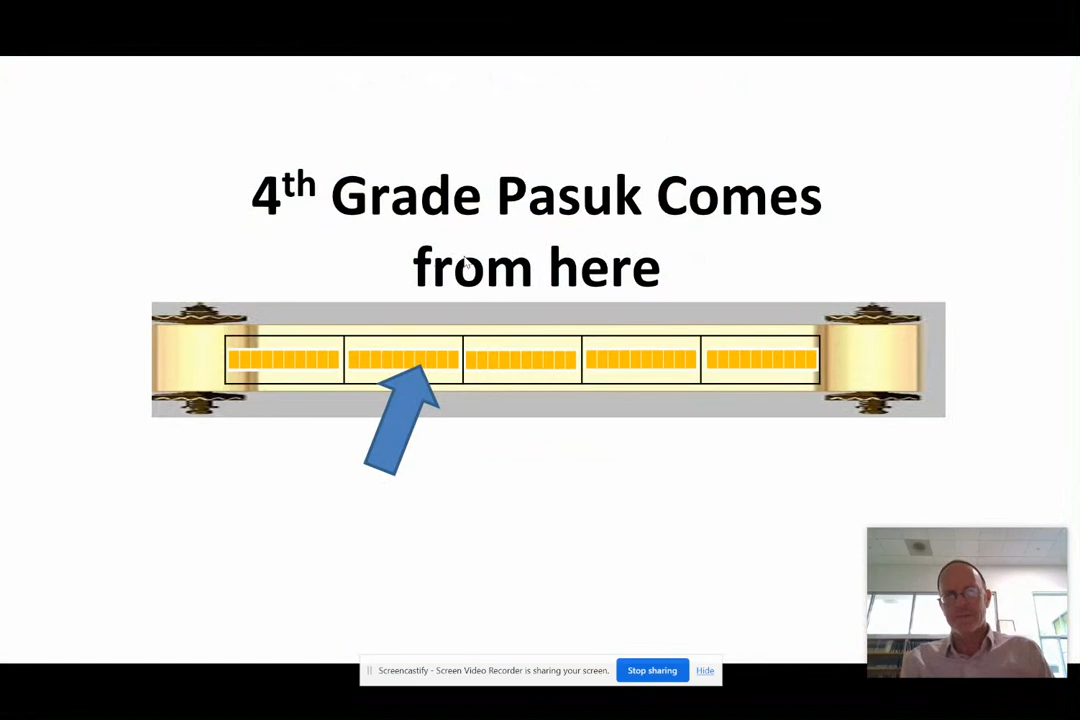 4th Grade Pasuk Comes
from here
Screencastify - Screen Video Recorder is sharing your screen. Stop sharing Hide